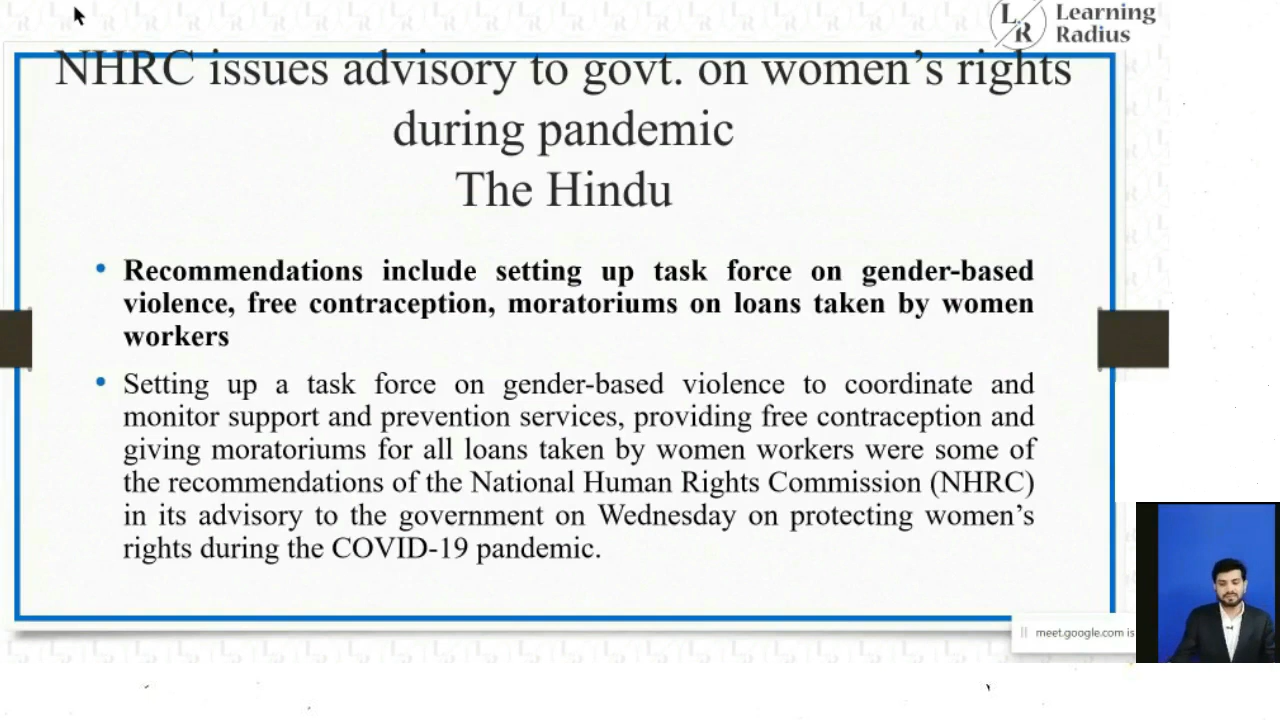 Learning
Radius
NHRC issues advisory to govt. on women's rights
during pandemic
The Hindu
• Recommendations include setting up task force on gender-based
violence, free contraception, moratoriums on loans taken by women
workers
• Setting up a task force on gender-based violence to coordinate and
monitor support and prevention services, providing free contraception and
giving moratoriums for all loans taken by women workers were some of
the recommendations of the National Human Rights Commission (NHRC)
in its advisory to the government on Wednesday on protecting women's
rights during the COVID-19 pandemic.
meet.google.com is